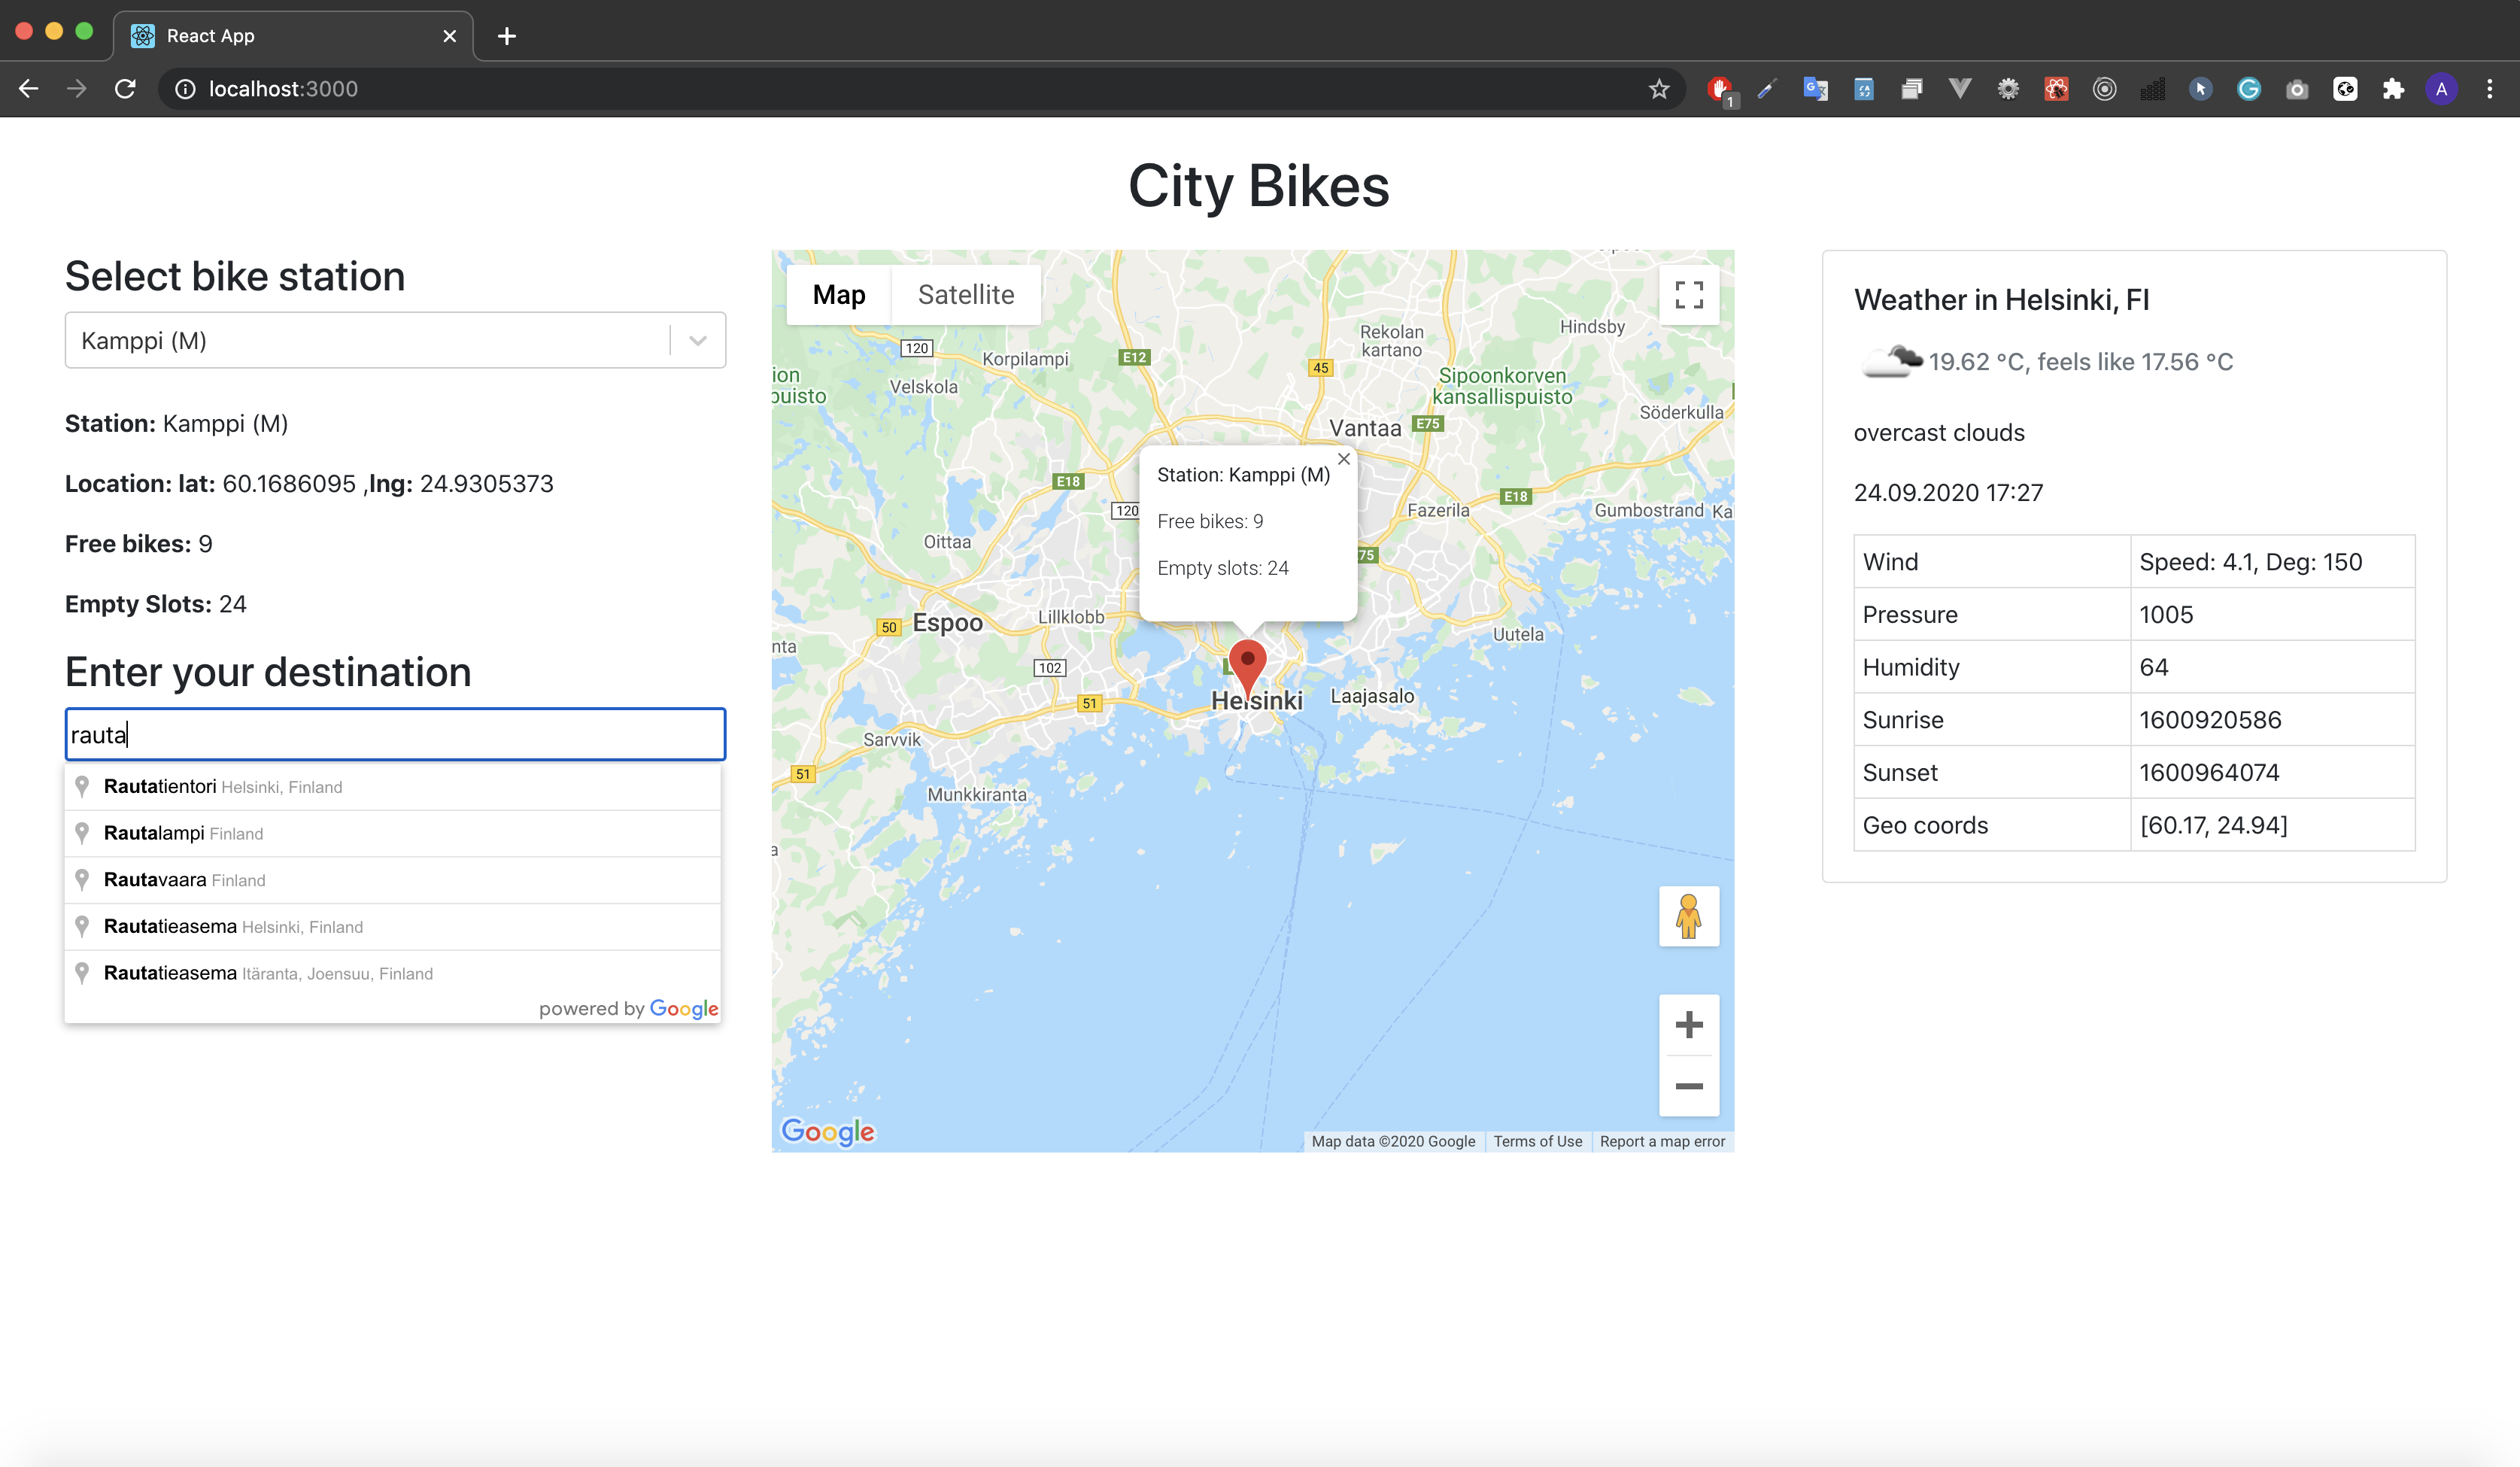 React App
localhost:3000
1
A
City Bikes
Select bike station
Kamppi (M)
Station: Kamppi (M)
Location: lat: 60.1686095 ,lng: 24.9305373
Free bikes: 9
Empty Slots: 24
Enter your destination
rauta
Rautatientori Helsinki, Finland
Rautalampi Finland
Rautavaara Finland
Rautatieasema Helsinki, Finland
Rautatieasema Itäranta, Joensuu, Finland
powered by Google
Map
Satellite
Rekolan
kartano
Hindsby
120
Korpilampi
E12
45
Velskola
ion
puisto
Sipoonkorven
kansallispuisto
Söderkulla
Vantaa
E75
Station: Kamppi (M)
Free bikes: 9
Empty slots: 24
E18
120
E18
Fazerila
Gumbostrand
Ka
Oittaa
75
50
Espoo
Lillklobb
Uutela
nta
102
51
Helsinki
Laajasalo
Sarvvik
51
Munkkiranta
a
Google
Map data ©2020 Google
Terms of Use
Report a map error
Weather in Helsinki, FI
19.62 °C, feels like 17.56 °C
overcast clouds
24.09.2020 17:27
Wind Speed: 4.1, Deg: 150
Pressure 1005
Humidity 64
Sunrise 1600920586
Sunset 1600964074
Geo coords [60.17, 24.94]